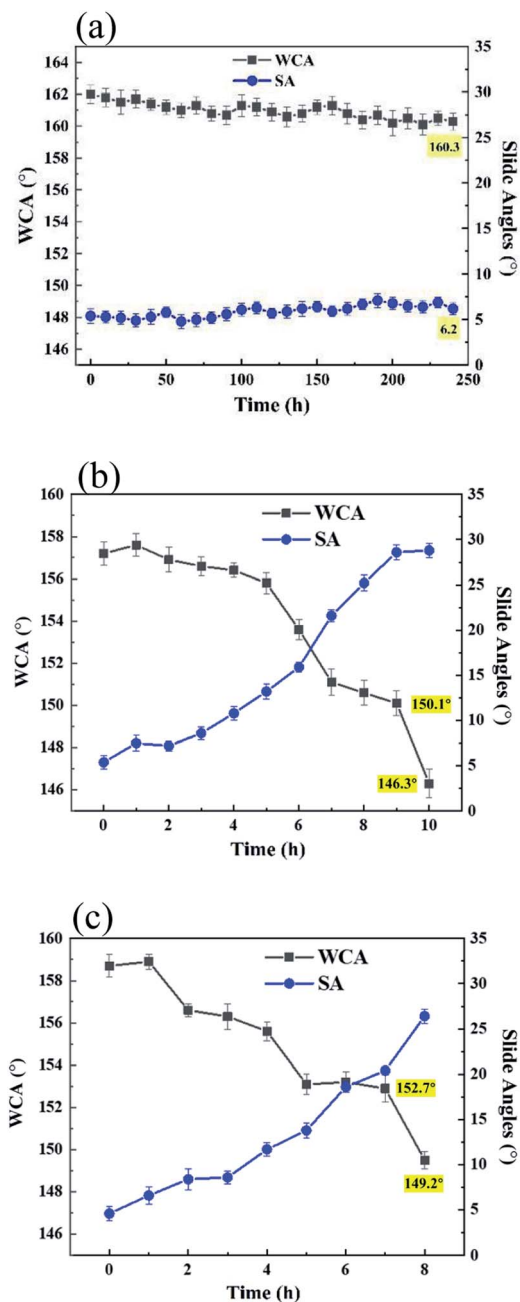 (a)
164
162
160
158
156
154
152
150
148
146
WCA (°)
WCA
SA
160.3
6.2
35
30
25
20
15
10
5
0
Slide Angles (°)
0 50 100 150 200 250
Time (h)
(b)
160
158
156
154
152
150
148
146
WCA (°)
WCA
SA
150.1°
146.3°
35
30
25
20
15
10
5
0
Slide Angles (°)
0 2 4 6 8 10
Time (h)
(c)
160
158
156
154
152
150
148
146
WCA (°)
WCA
SA
152.7°
149.2°
35
30
25
20
15
10
5
0
Slide Angles (°)
0 2 4 6 8
Time (h)